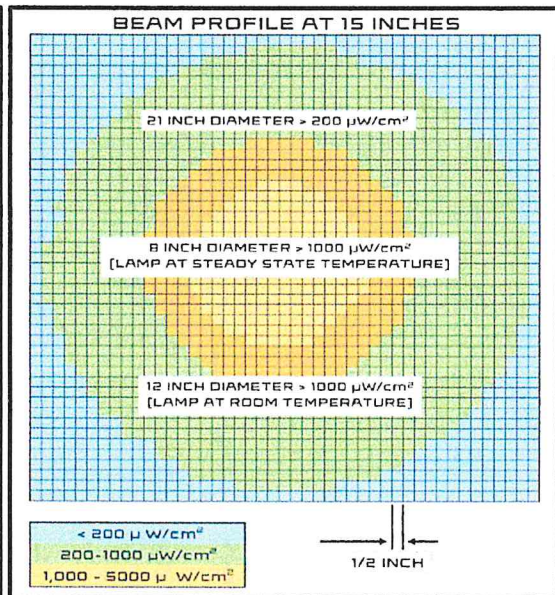 BEAM PROFILE AT 15 INCHES
21 INCH DIAMETER > 200 µW/cm²
8 INCH DIAMETER > 1000 µW/cm²
[LAMP AT STEADY STATE TEMPERATURE]
12 INCH DIAMETER > 1000 µW/cm²
[LAMP AT ROOM TEMPERATURE]
< 200 µ W/cm²
200-1000 µW/cm²
1,000 - 5000 µ W/cm²
1/2 INCH